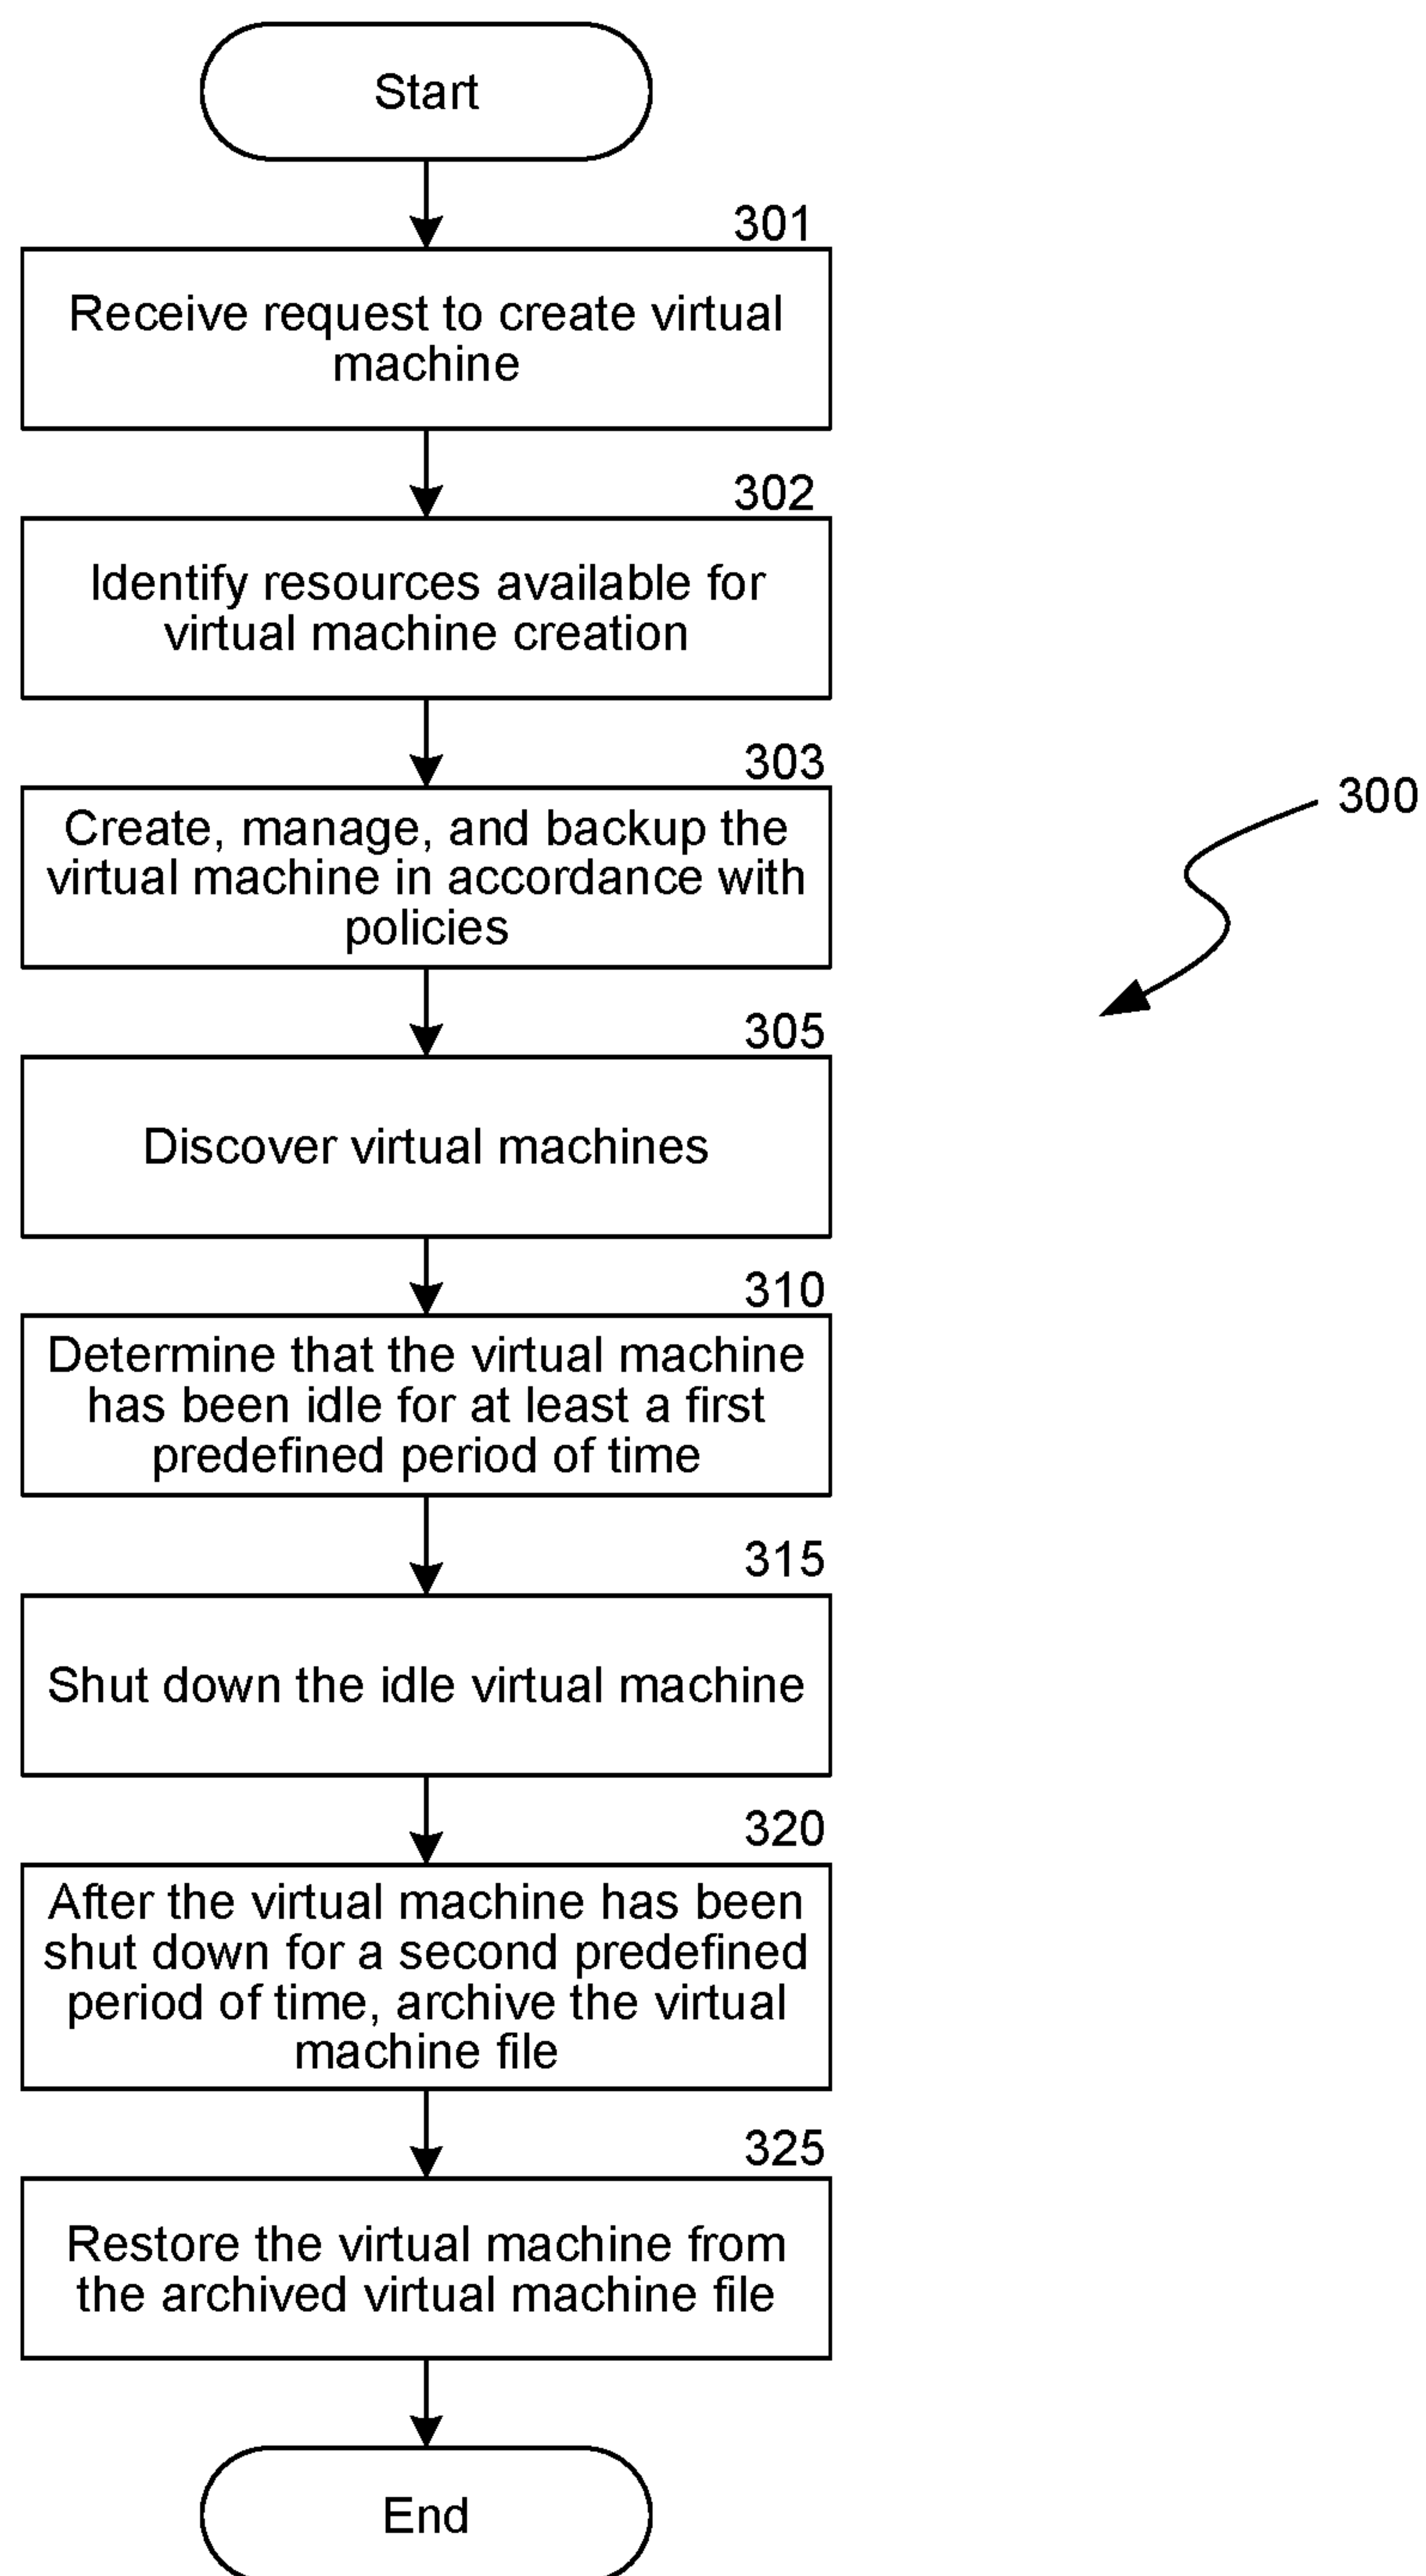 Start
301
Receive request to create virtual
machine
302
Identify resources available for
virtual machine creation
303
Create, manage, and backup the
virtual machine in accordance with
policies
300
305
Discover virtual machines
310
Determine that the virtual machine
has been idle for at least a first
predefined period of time
315
Shut down the idle virtual machine
320
After the virtual machine has been
shut down for a second predefined
period of time, archive the virtual
machine file
325
Restore the virtual machine from
the archived virtual machine file
End